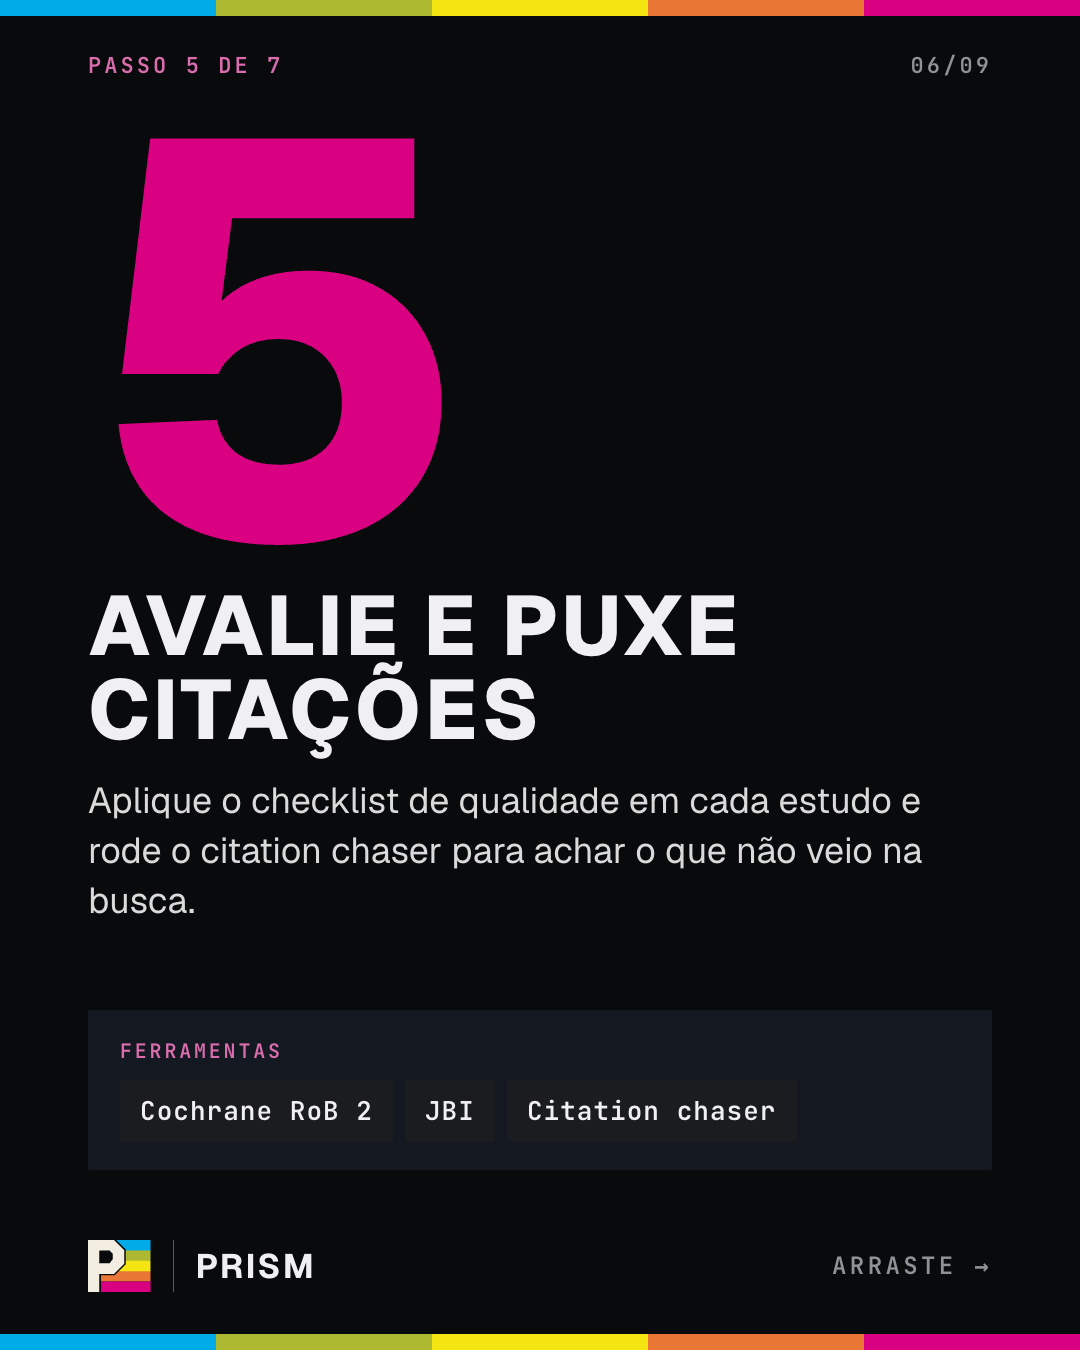 PASSO 5 DE 7
06/09
5
AVALIE E PUXE
CITAÇÕES
Aplique o checklist de qualidade em cada estudo e
rode o citation chaser para achar o que não veio na
busca.
FERRAMENTAS
Cochrane RoB 2 JBI Citation chaser
P PRISM
ARRASTE →